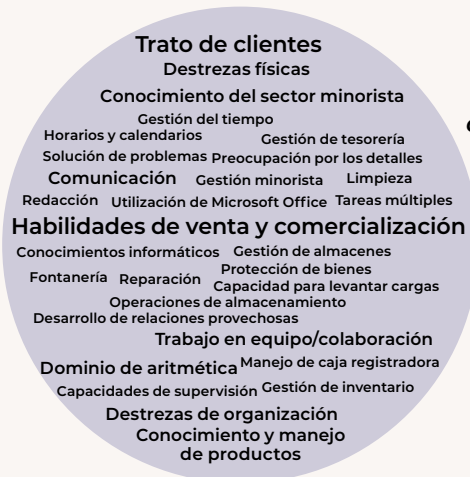 Trato de clientes
Destrezas físicas
Conocimiento del sector minorista
Gestión del tiempo
Horarios y calendarios
Gestión de tesorería
Solución de problemas
Preocupación por los detalles
Comunicación
Gestión minorista
Limpieza
Redacción
Utilización de Microsoft Office
Tareas múltiples
Habilidades de venta y comercialización
Conocimientos informáticos
Gestión de almacenes
Fontanería
Reparación
Protección de bienes
Capacidad para levantar cargas
Operaciones de almacenamiento
Desarrollo de relaciones provechosas
Trabajo en equipo/colaboración
Dominio de aritmética
Manejo de caja registradora
Capacidades de supervisión
Gestión de inventario
Destrezas de organización
Conocimiento y manejo
de productos